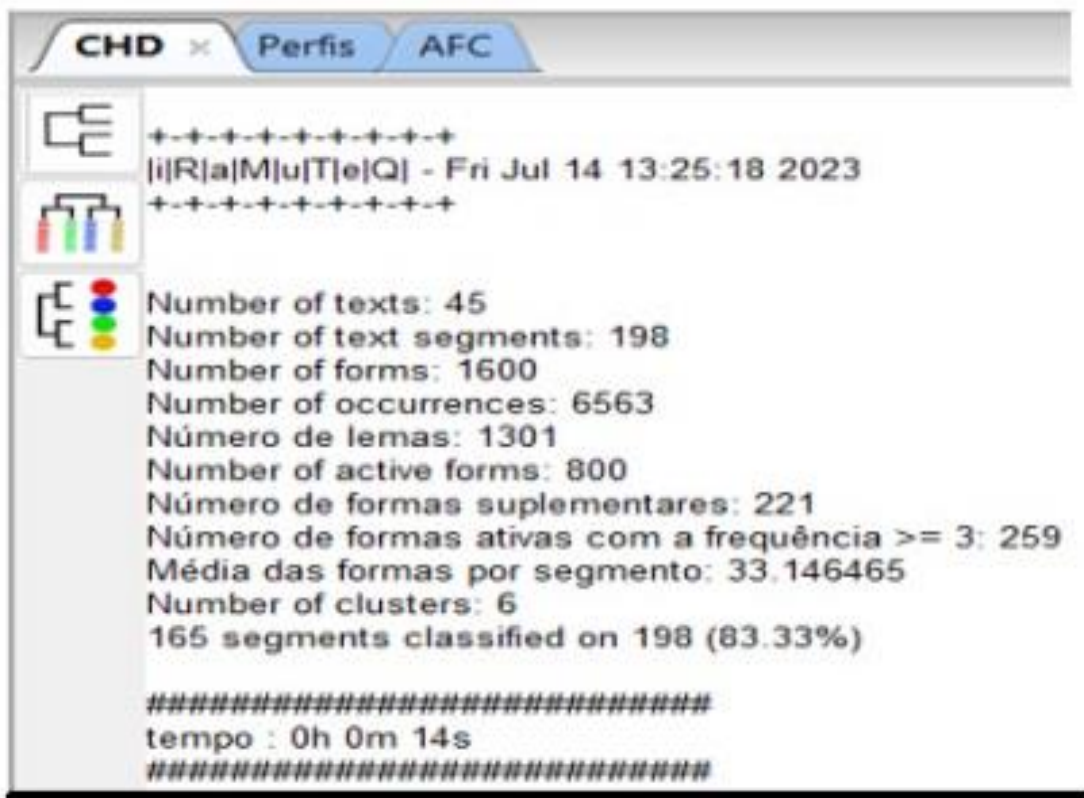 CHD × Perfis AFC
+-+-+-+-+-+-+-+-+
|i|R|a|M|u|T|e|Q| - Fri Jul 14 13:25:18 2023
+-+-+-+-+-+-+-+-+
Number of texts: 45
Number of text segments: 198
Number of forms: 1600
Number of occurrences: 6563
Número de lemas: 1301
Number of active forms: 800
Número de formas suplementares: 221
Número de formas ativas com a frequência >= 3: 259
Média das formas por segmento: 33.146465
Number of clusters: 6
165 segments classified on 198 (83.33%)
###########################
tempo : 0h 0m 14s
###########################